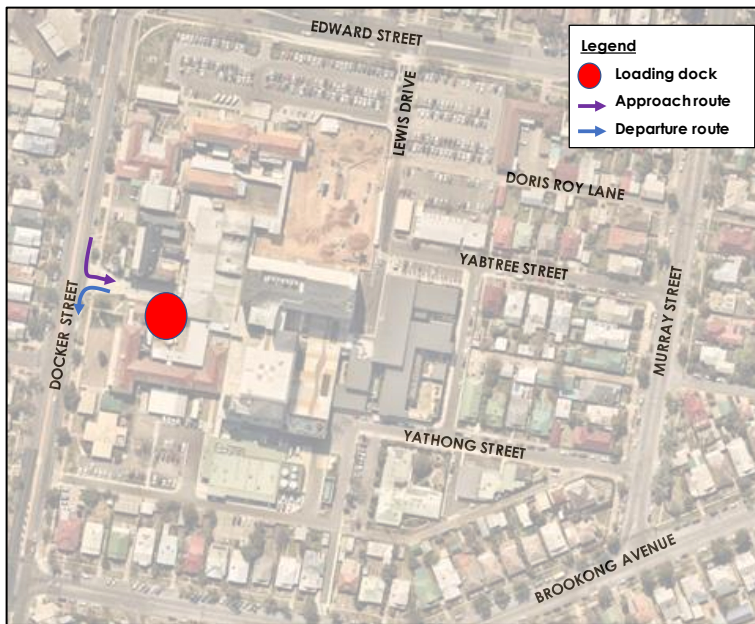 EDWARD STREET
Legend
Loading dock
Approach route
Departure route
LEWIS DRIVE
DORIS ROY LANE
YABTREE STREET
DOCKER STREET
MURRAY STREET
YATHONG STREET
BROOKONG AVENUE